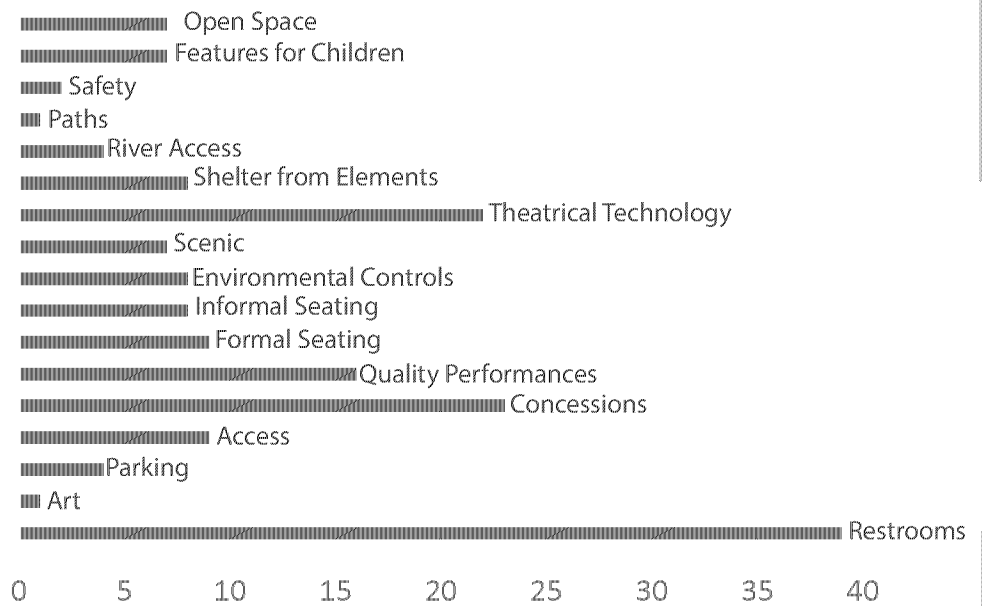 Open Space
Features for Children
Safety
Paths
River Access
Shelter from Elements
Theatrical Technology
Scenic
Environmental Controls
Informal Seating
Formal Seating
Quality Performances
Concessions
Access
Parking
Art
Restrooms
0 5 10 15 20 25 30 35 40